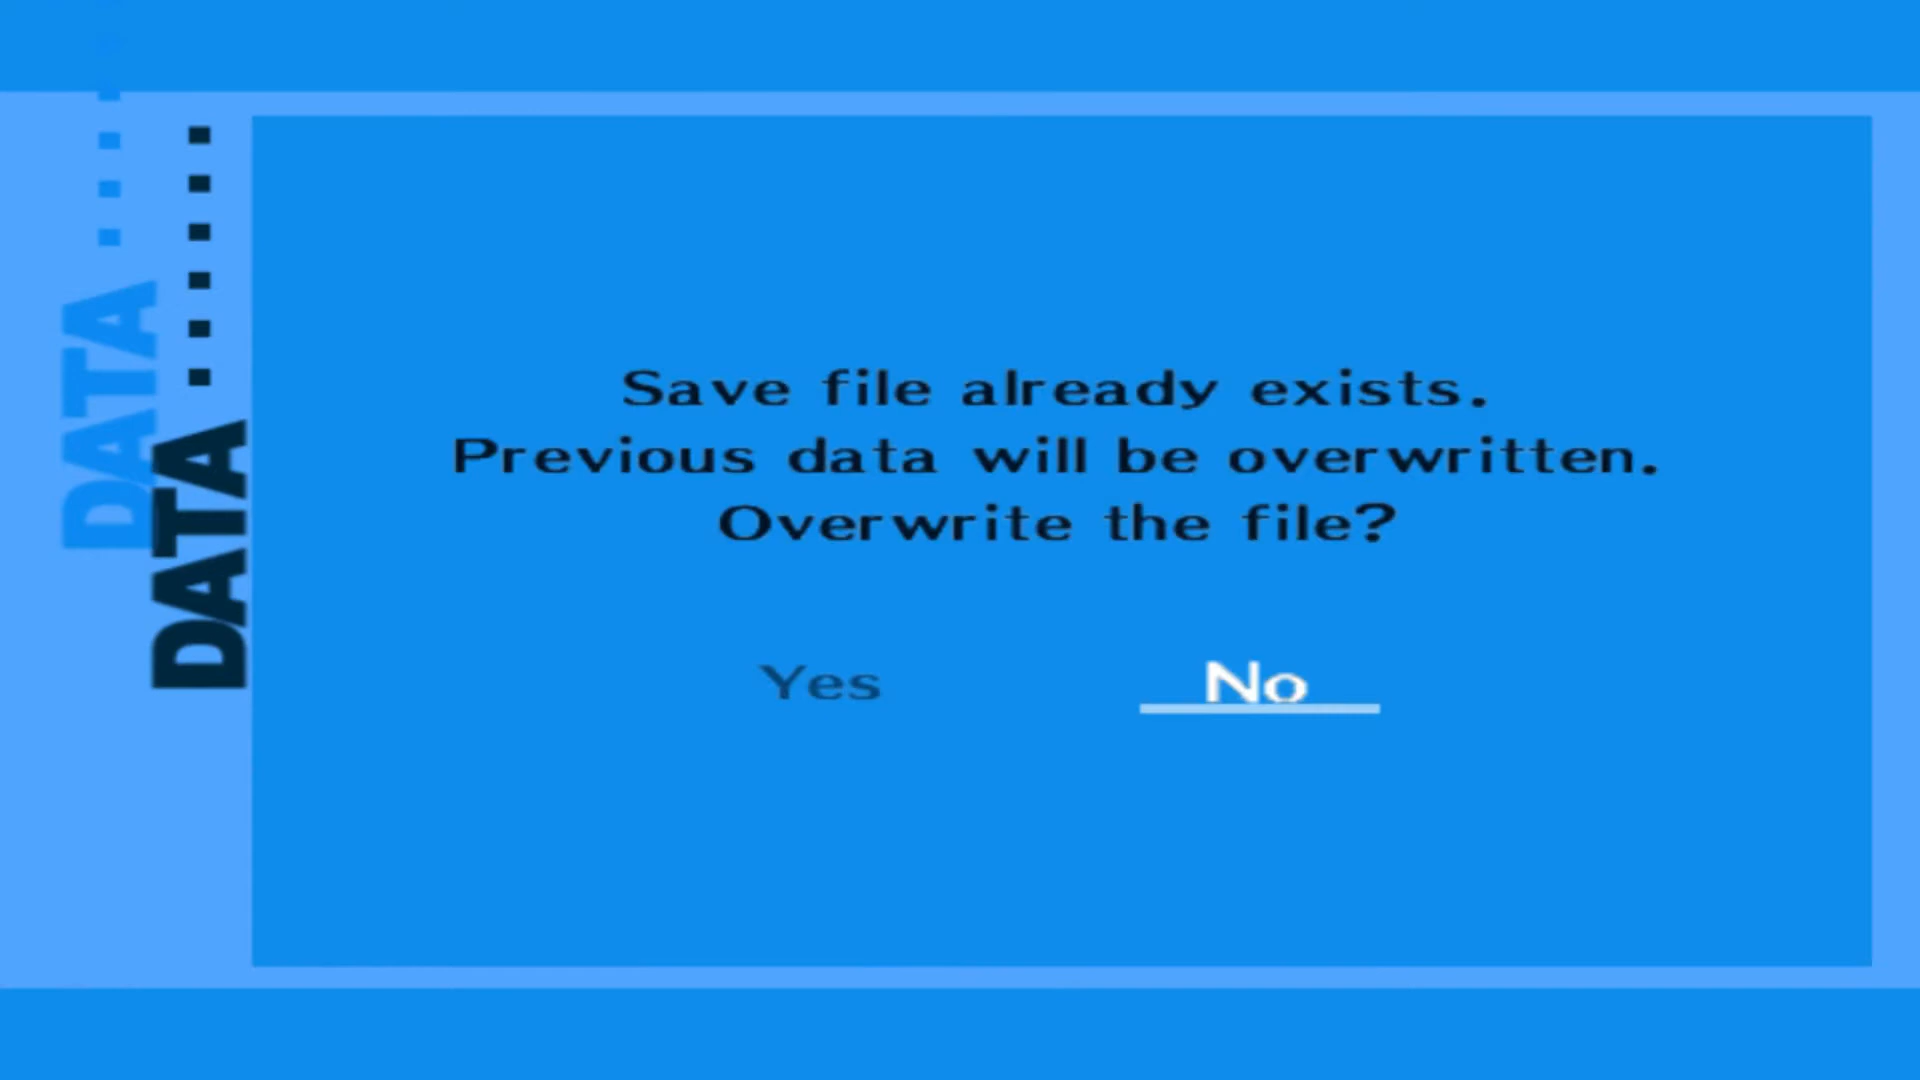 DATA
DATA
Save file already exists.
Previous data will be overwritten.
Overwrite the file?
Yes No